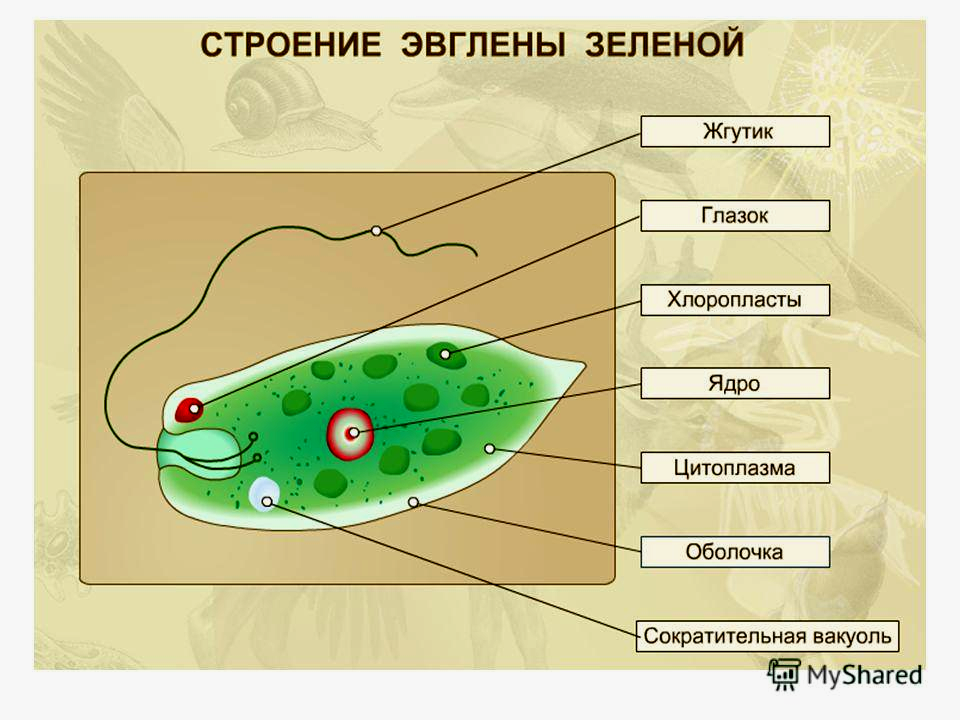 СТРОЕНИЕ ЭВГЛЕНЫ ЗЕЛЕНОЙ
Жгутик
Глазок
Хлоропласты
Ядро
Цитоплазма
Оболочка
Сократительная вакуоль
MyShared